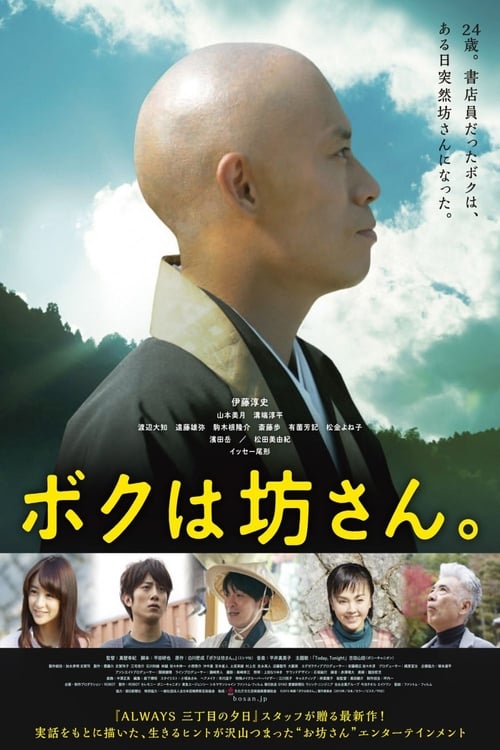 24歳。書店員だったボクは、
ある日突然坊さんになった。
伊藤淳史
山本美月 溝端淳平
渡辺大知 遠藤雄弥 駒木根隆介 斎藤歩 有薗芳記 松金よね子
濱田岳 / 松田美由紀
イッセー尾形
ボクは坊さん。
bosan.jp
『ALWAYS 三丁目の夕日』スタッフが贈る最新作!
実話をもとに描いた、生きるヒントが沢山つまった“お坊さん”エンターテインメント